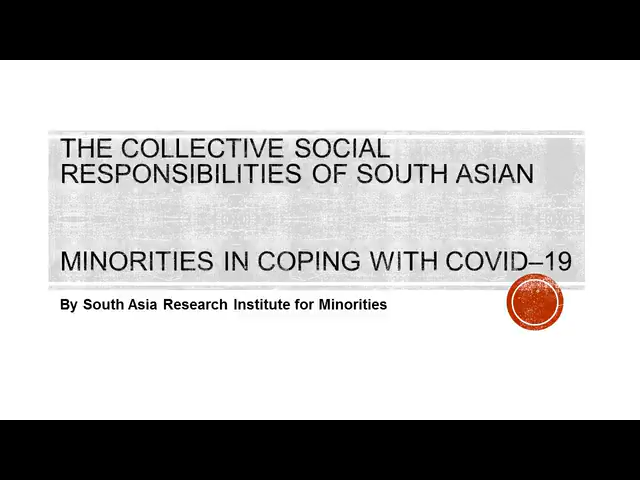 THE COLLECTIVE SOCIAL
RESPONSIBILITIES OF SOUTH ASIAN
MINORITIES IN COPING WITH COVID–19
By South Asia Research Institute for Minorities